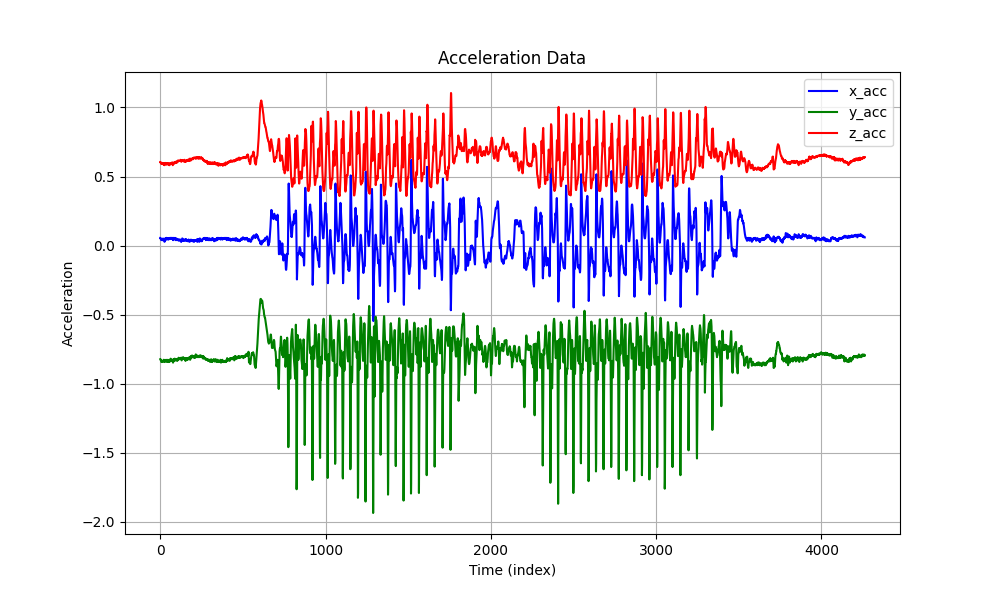 Acceleration Data
x_acc
y_acc
z_acc
1.0
0.5
0.0
−0.5
−1.0
−1.5
−2.0
Acceleration
0 1000 2000 3000 4000
Time (index)